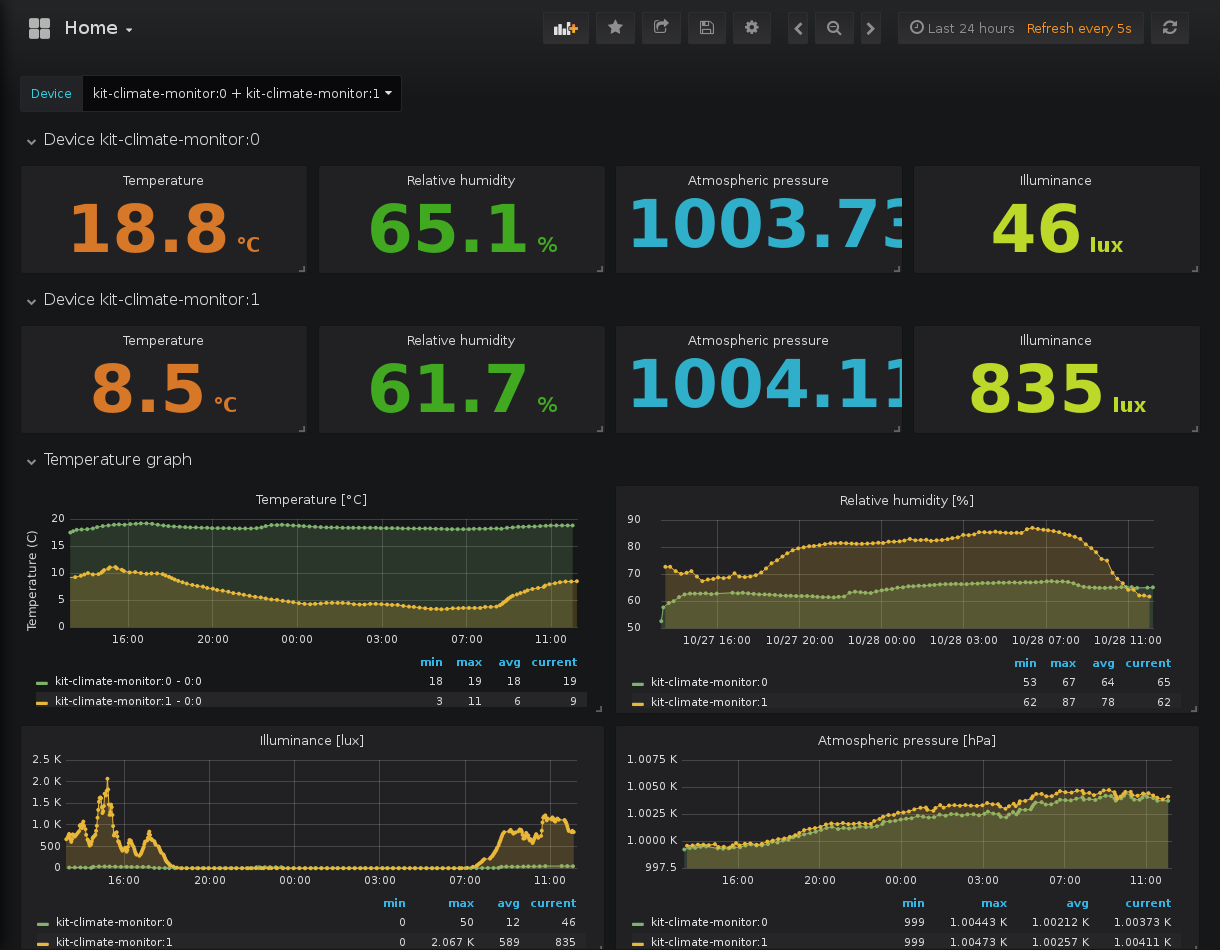 Home
Last 24 hours Refresh every 5s
Device kit-climate-monitor:0 + kit-climate-monitor:1
Device kit-climate-monitor:0
Temperature Relative humidity Atmospheric pressure Illuminance
18.8 °C 65.1 % 1003.73 46 lux
Device kit-climate-monitor:1
Temperature Relative humidity Atmospheric pressure Illuminance
8.5 °C 61.7 % 1004.11 835 lux
Temperature graph
Temperature [°C]
Temperature (C)
20
15
10
5
0
16:00 20:00 00:00 03:00 07:00 11:00
min max avg current
kit-climate-monitor:0 - 0:0 18 19 18 19
kit-climate-monitor:1 - 0:0 3 11 6 9
Relative humidity [%]
90
80
70
60
50
10/27 16:00 10/27 20:00 10/28 00:00 10/28 03:00 10/28 07:00 10/28 11:00
min max avg current
kit-climate-monitor:0 53 67 64 65
kit-climate-monitor:1 62 87 78 62
Illuminance [lux]
2.5 K
2.0 K
1.5 K
1.0 K
500
0
16:00 20:00 00:00 03:00 07:00 11:00
min max avg current
kit-climate-monitor:0 0 50 12 46
kit-climate-monitor:1 0 2.067 K 589 835
Atmospheric pressure [hPa]
1.0075 K
1.0050 K
1.0025 K
1.0000 K
997.5
16:00 20:00 00:00 03:00 07:00 11:00
min max avg current
kit-climate-monitor:0 999 1.00443 K 1.00212 K 1.00373 K
kit-climate-monitor:1 999 1.00473 K 1.00257 K 1.00411 K